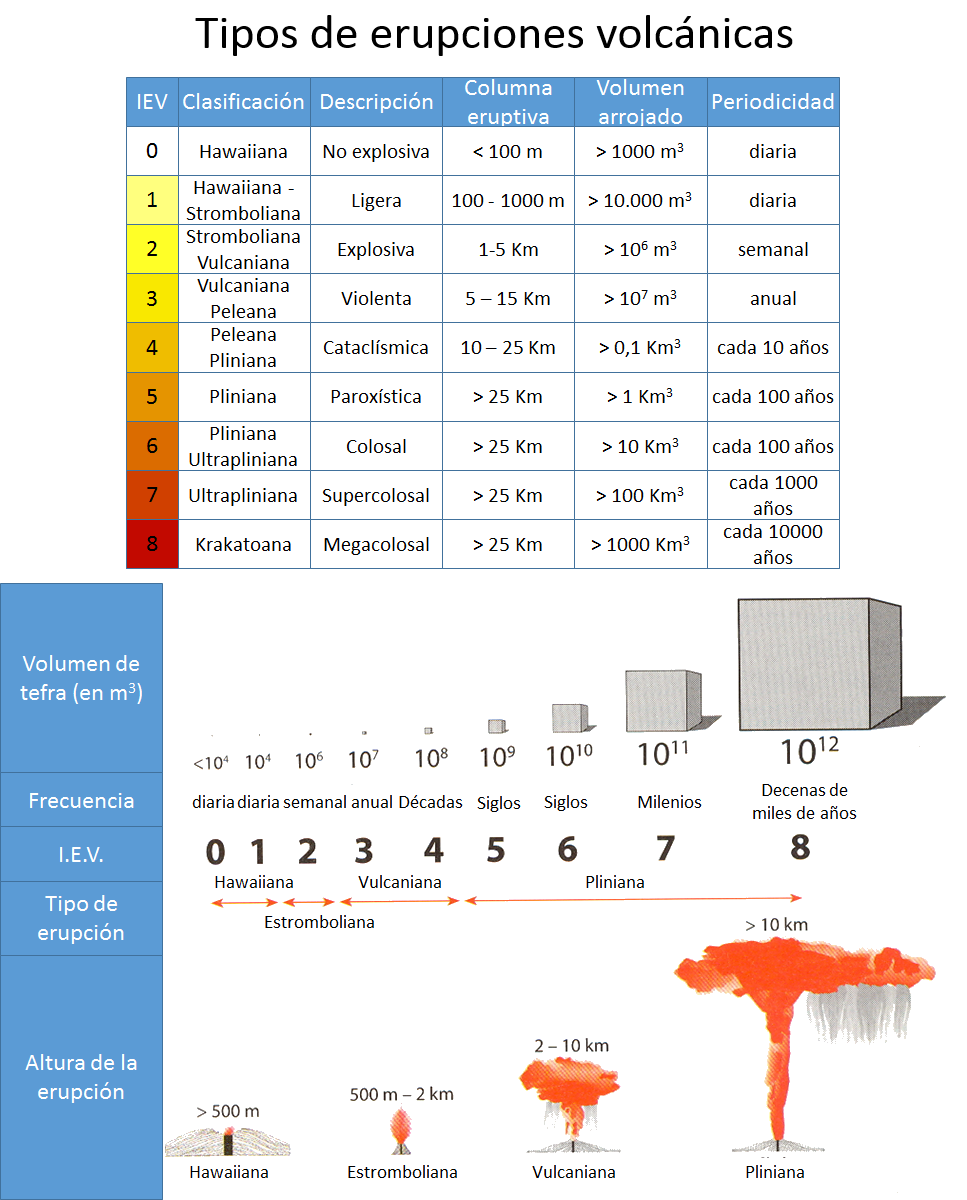 Tipos de erupciones volcánicas
IEV Clasificación Descripción Columna eruptiva Volumen arrojado Periodicidad
0 Hawaiiana No explosiva < 100 m > 1000 m³ diaria
1 Hawaiiana - Stromboliana Ligera 100 - 1000 m > 10.000 m³ diaria
2 Stromboliana Vulcaniana Explosiva 1-5 Km > 10⁶ m³ semanal
3 Vulcaniana Peleana Violenta 5 – 15 Km > 10⁷ m³ anual
4 Peleana Pliniana Cataclísmica 10 – 25 Km > 0,1 Km³ cada 10 años
5 Pliniana Paroxística > 25 Km > 1 Km³ cada 100 años
6 Pliniana Ultrapliniana Colosal > 25 Km > 10 Km³ cada 100 años
7 Ultrapliniana Supercolosal > 25 Km > 100 Km³ cada 1000 años
8 Krakatoana Megacolosal > 25 Km > 1000 Km³ cada 10000 años
Volumen de
tefra (en m³)
<10⁴ 10⁴ 10⁶ 10⁷ 10⁸ 10⁹ 10¹⁰ 10¹¹ 10¹²
Frecuencia
diaria diaria semanal anual Décadas Siglos Siglos Milenios Decenas de
miles de años
I.E.V.
0 1 2 3 4 5 6 7 8
Tipo de
erupción
Hawaiiana Vulcaniana Pliniana
Estromboliana
Altura de la
erupción
> 500 m 500 m – 2 km 2 – 10 km > 10 km
Hawaiiana Estromboliana Vulcaniana Pliniana